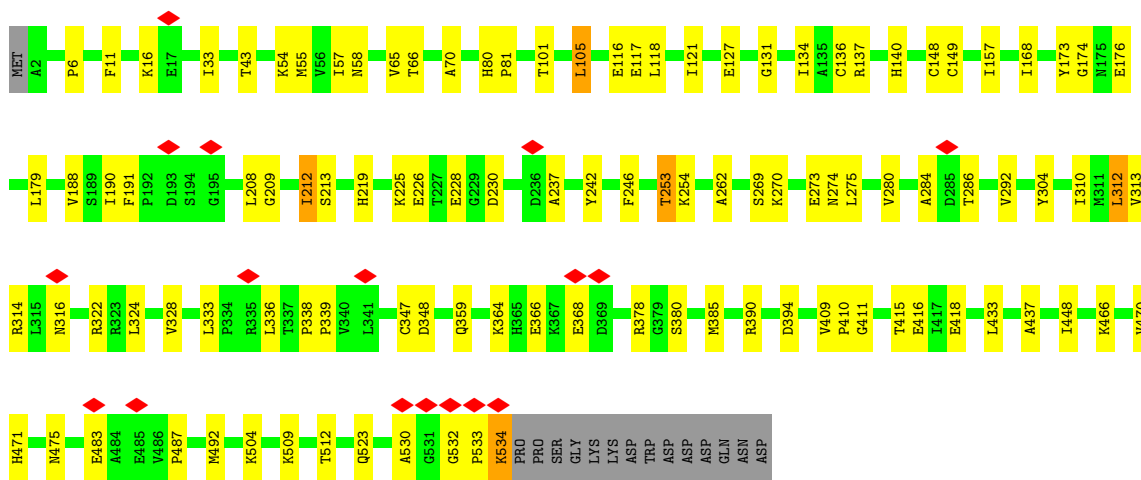 MET A2 P6 F11 K16 E17 I33 T43 K54 M55 V56 I57 N58 V65 T66 A70 H80 P81 T101 L105 E116 E117 L118 I121 E127 G131 I134 A135 C136 R137 H140 C148 C149 I157 I168 Y173 G174 N175 E176
L179 V188 S189 I190 F191 P192 D193 S194 G195 L208 G209 I212 S213 H219 K225 E226 T227 E228 G229 D230 D236 A237 Y242 F246 T253 K254 A262 S269 K270 E273 N274 L275 V280 A284 D285 T286 V292 Y304 I310 M311 L312 V313
R314 L315 N316 R322 R323 L324 V328 L333 P334 R335 L336 T337 P338 P339 V340 L341 C347 D348 Q359 K364 H365 E366 K367 E368 D369 R378 G379 S380 M385 R390 D394 V409 P410 G411 T415 E416 I417 E418 L433 A437 I448 K466
H471 N475 E483 A484 E485 V486 P487 M492 K504 K509 T512 Q523 A530 G531 G532 P533 K534 PRO PRO SER GLY LYS LYS ASP TRP ASP ASP ASP GLN ASN ASP